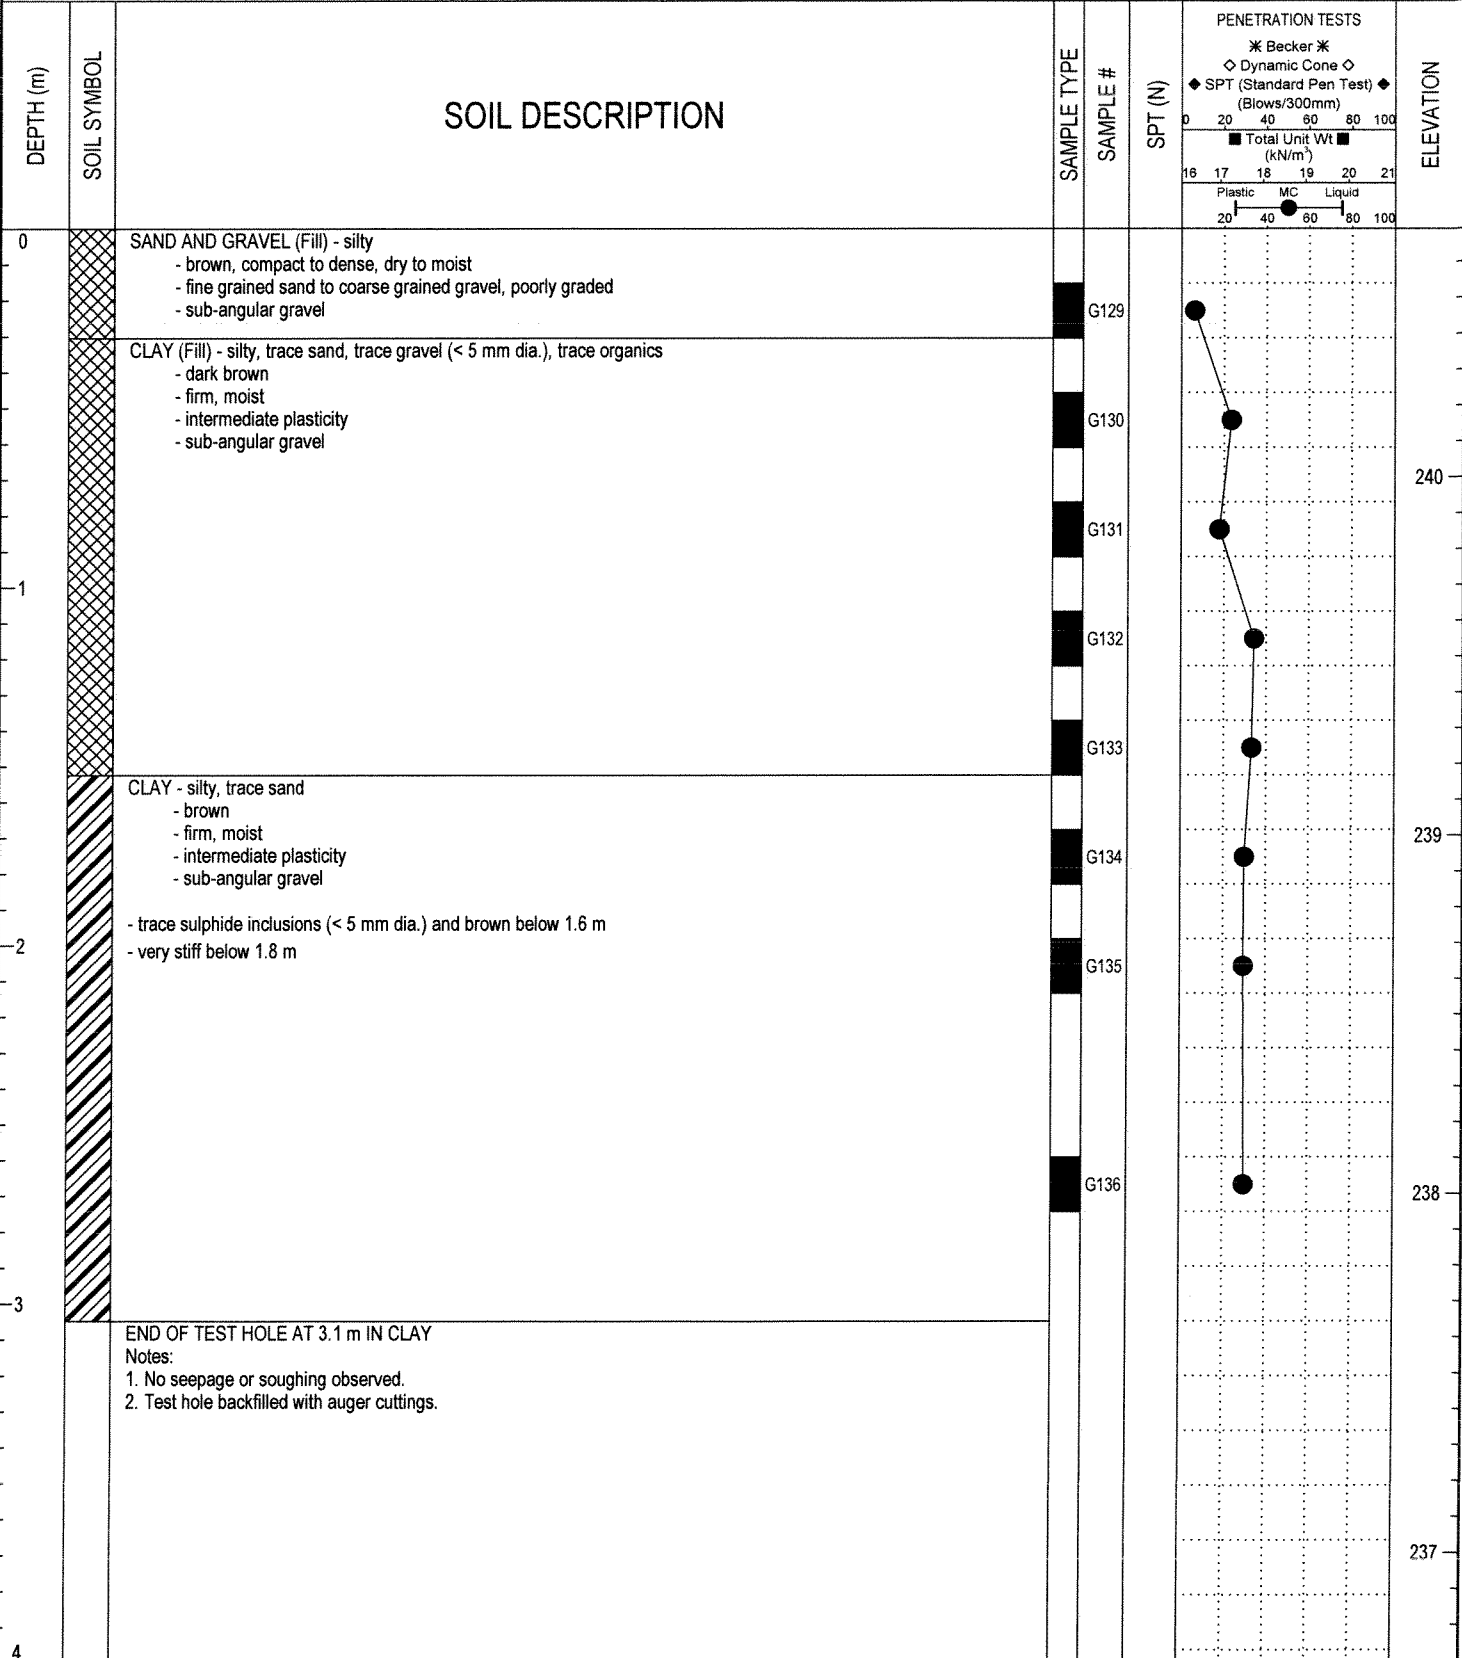 DEPTH (m)
SOIL SYMBOL
SOIL DESCRIPTION
SAMPLE TYPE
SAMPLE #
SPT (N)
PENETRATION TESTS
✳ Becker ✳
◇ Dynamic Cone ◇
◆ SPT (Standard Pen Test) ◆
(Blows/300mm)
0 20 40 60 80 100
■ Total Unit Wt ■
(kN/m³)
16 17 18 19 20 21
Plastic MC Liquid
20 40 60 80 100
ELEVATION
0
SAND AND GRAVEL (Fill) - silty
- brown, compact to dense, dry to moist
- fine grained sand to coarse grained gravel, poorly graded
- sub-angular gravel
G129
CLAY (Fill) - silty, trace sand, trace gravel (< 5 mm dia.), trace organics
- dark brown
- firm, moist
- intermediate plasticity
- sub-angular gravel
G130
240
G131
1
G132
G133
CLAY - silty, trace sand
- brown
- firm, moist
- intermediate plasticity
- sub-angular gravel
239
G134
- trace sulphide inclusions (< 5 mm dia.) and brown below 1.6 m
- very stiff below 1.8 m
2
G135
G136
238
3
END OF TEST HOLE AT 3.1 m IN CLAY
Notes:
1. No seepage or soughing observed.
2. Test hole backfilled with auger cuttings.
237
4